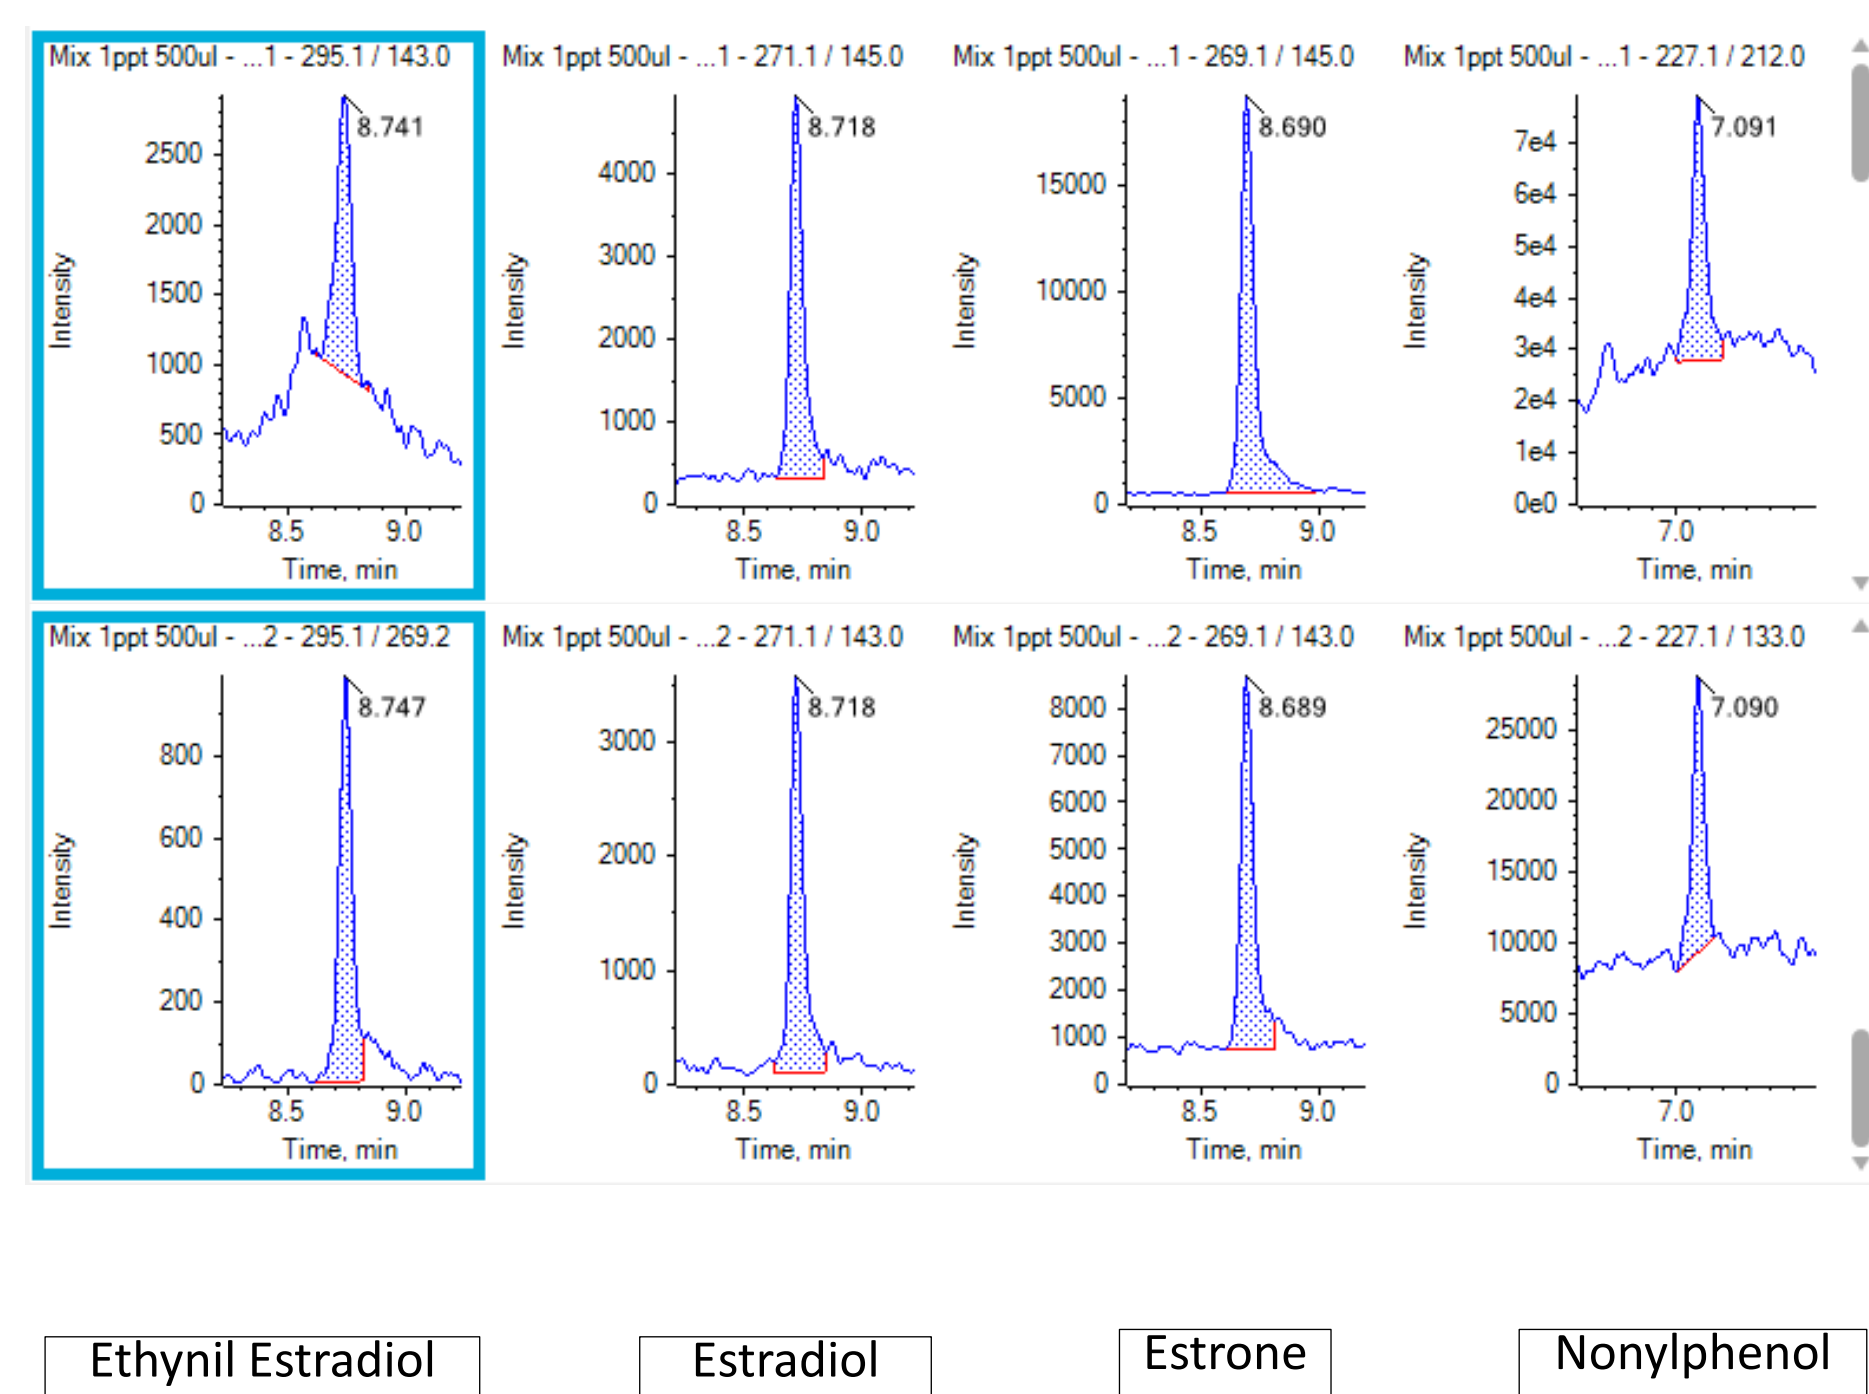 Mix 1ppt 500ul - ...1 - 295.1 / 143.0
8.741
2500
2000
1500
1000
500
0
Intensity
8.5 9.0
Time, min
Mix 1ppt 500ul - ...1 - 271.1 / 145.0
8.718
4000
3000
2000
1000
0
Intensity
8.5 9.0
Time, min
Mix 1ppt 500ul - ...1 - 269.1 / 145.0
8.690
15000
10000
5000
0
Intensity
8.5 9.0
Time, min
Mix 1ppt 500ul - ...1 - 227.1 / 212.0
7.091
7e4
6e4
5e4
4e4
3e4
2e4
1e4
0e0
Intensity
7.0
Time, min
Mix 1ppt 500ul - ...2 - 295.1 / 269.2
8.747
800
600
400
200
0
Intensity
8.5 9.0
Time, min
Mix 1ppt 500ul - ...2 - 271.1 / 143.0
8.718
3000
2000
1000
0
Intensity
8.5 9.0
Time, min
Mix 1ppt 500ul - ...2 - 269.1 / 143.0
8.689
8000
7000
6000
5000
4000
3000
2000
1000
0
Intensity
8.5 9.0
Time, min
Mix 1ppt 500ul - ...2 - 227.1 / 133.0
7.090
25000
20000
15000
10000
5000
0
Intensity
7.0
Time, min
Ethynil Estradiol
Estradiol
Estrone
Nonylphenol